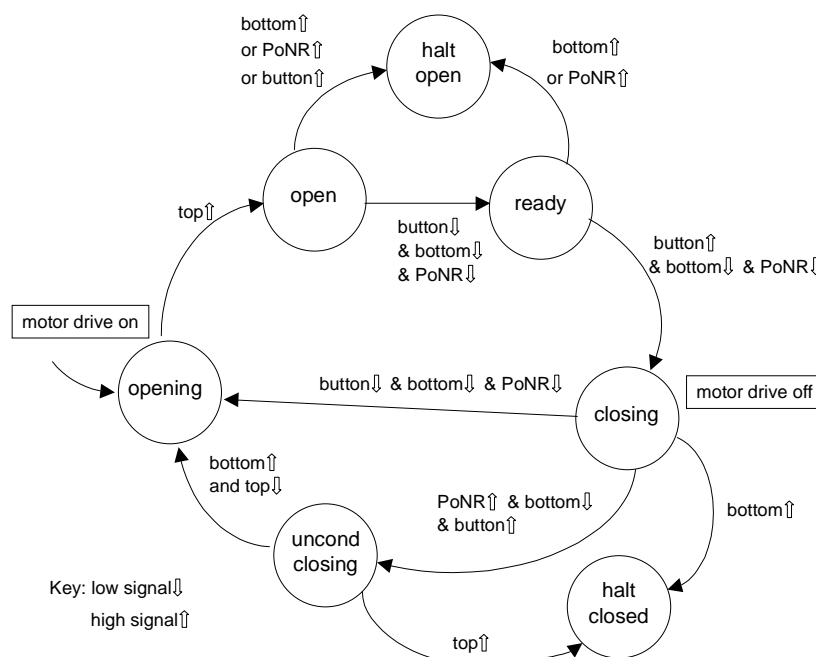 bottom⇧
or PoNR⇧
or button⇧
halt
open
bottom⇧
or PoNR⇧
open
ready
top⇧
button⇩
& bottom⇩
& PoNR⇩
button⇧
& bottom⇩ & PoNR⇩
motor drive on
opening
button⇩ & bottom⇩ & PoNR⇩
closing
motor drive off
bottom⇧
and top⇩
PoNR⇧ & bottom⇩
& button⇧
bottom⇧
uncond
closing
halt
closed
Key: low signal⇩
high signal⇧
top⇧